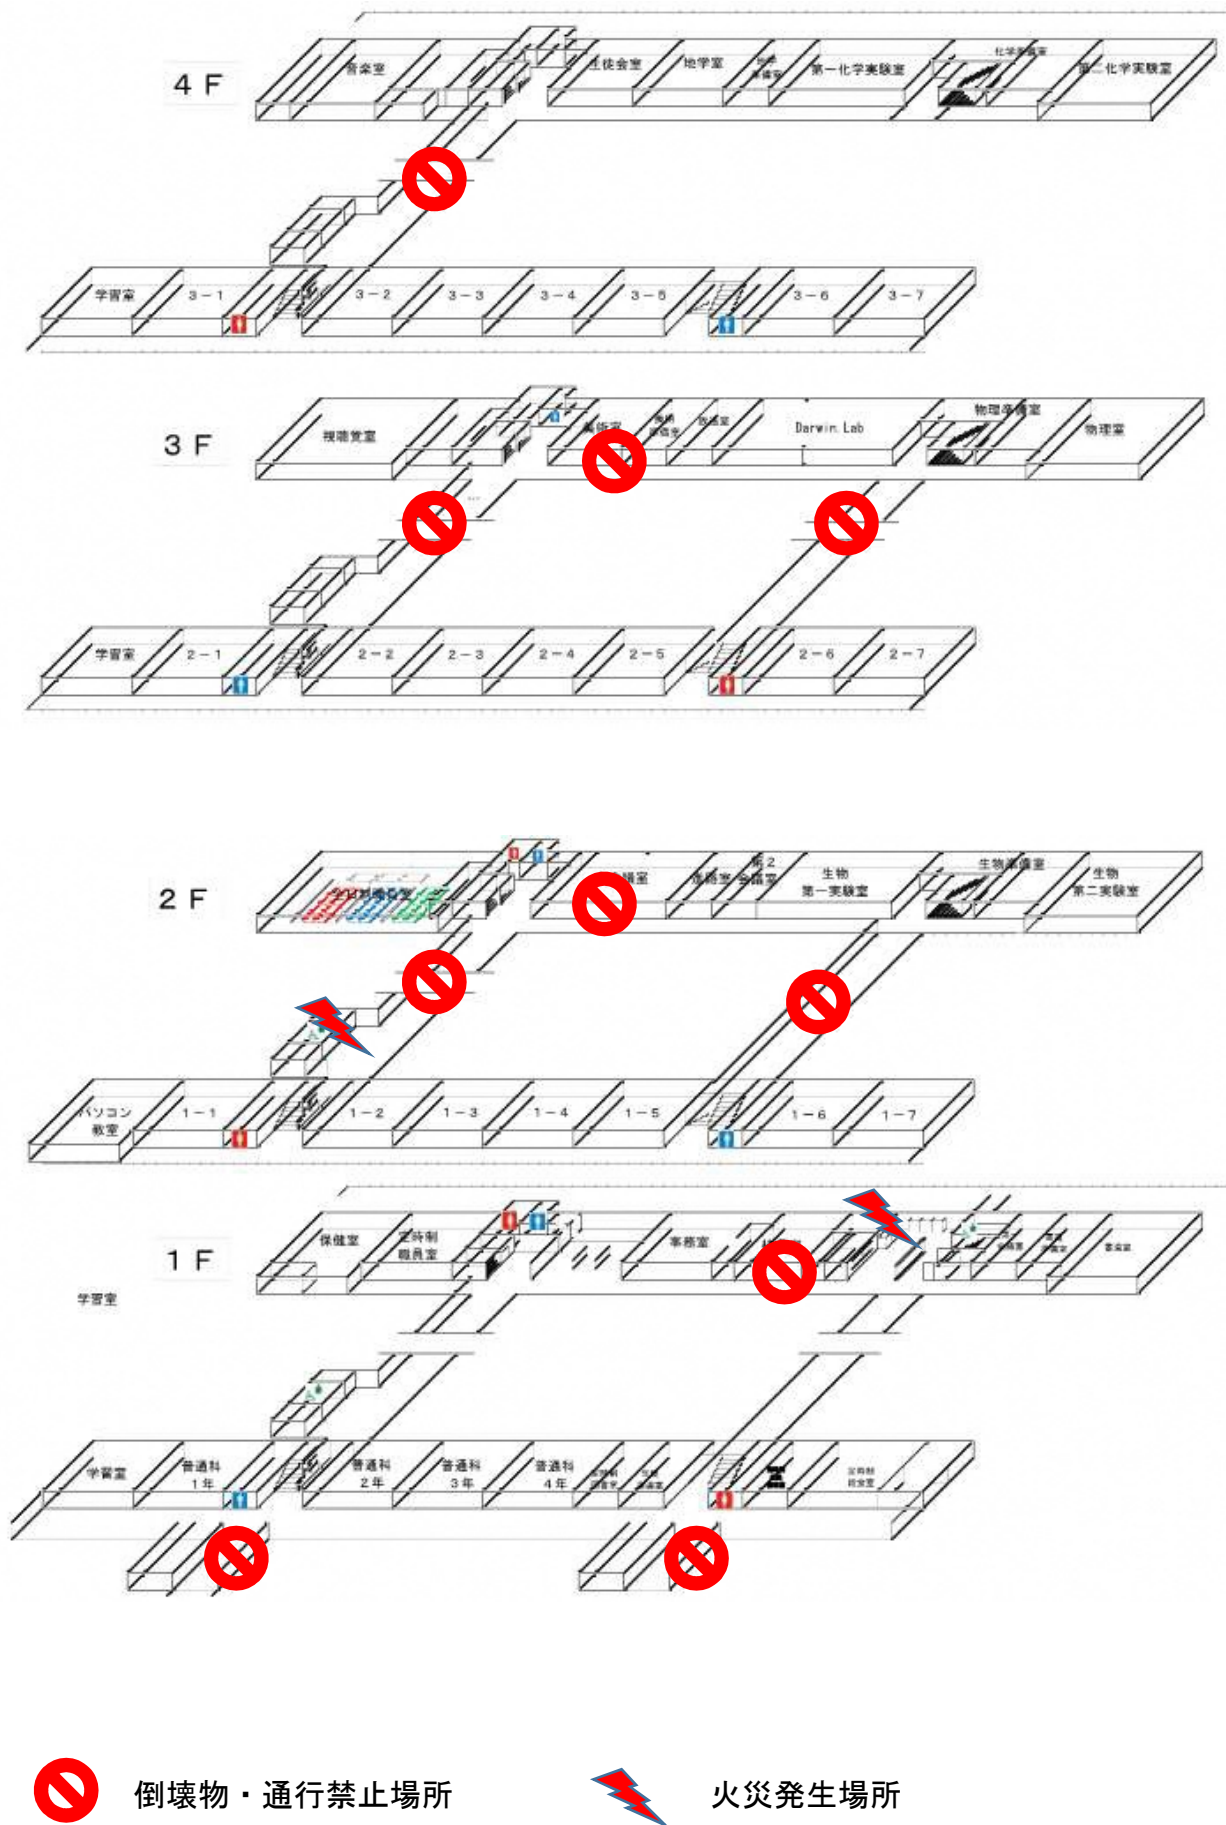 4F
音楽室
生徒会室
地学室
第一化学実験室
第二化学実験室
学習室
3-1
3-2
3-3
3-4
3-5
3-6
3-7
3F
視聴覚室
Darwin Lab
物理準備室
物理室
学習室
2-1
2-2
2-3
2-4
2-5
2-6
2-7
2F
第2
会議室
生物
第一実験室
生物準備室
生物
第二実験室
パソコン
教室
1-1
1-2
1-3
1-4
1-5
1-6
1-7
1F
保健室
定時制
職員室
事務室
学習室
学習室
普通科
1年
普通科
2年
普通科
3年
普通科
4年
倒壊物・通行禁止場所
火災発生場所